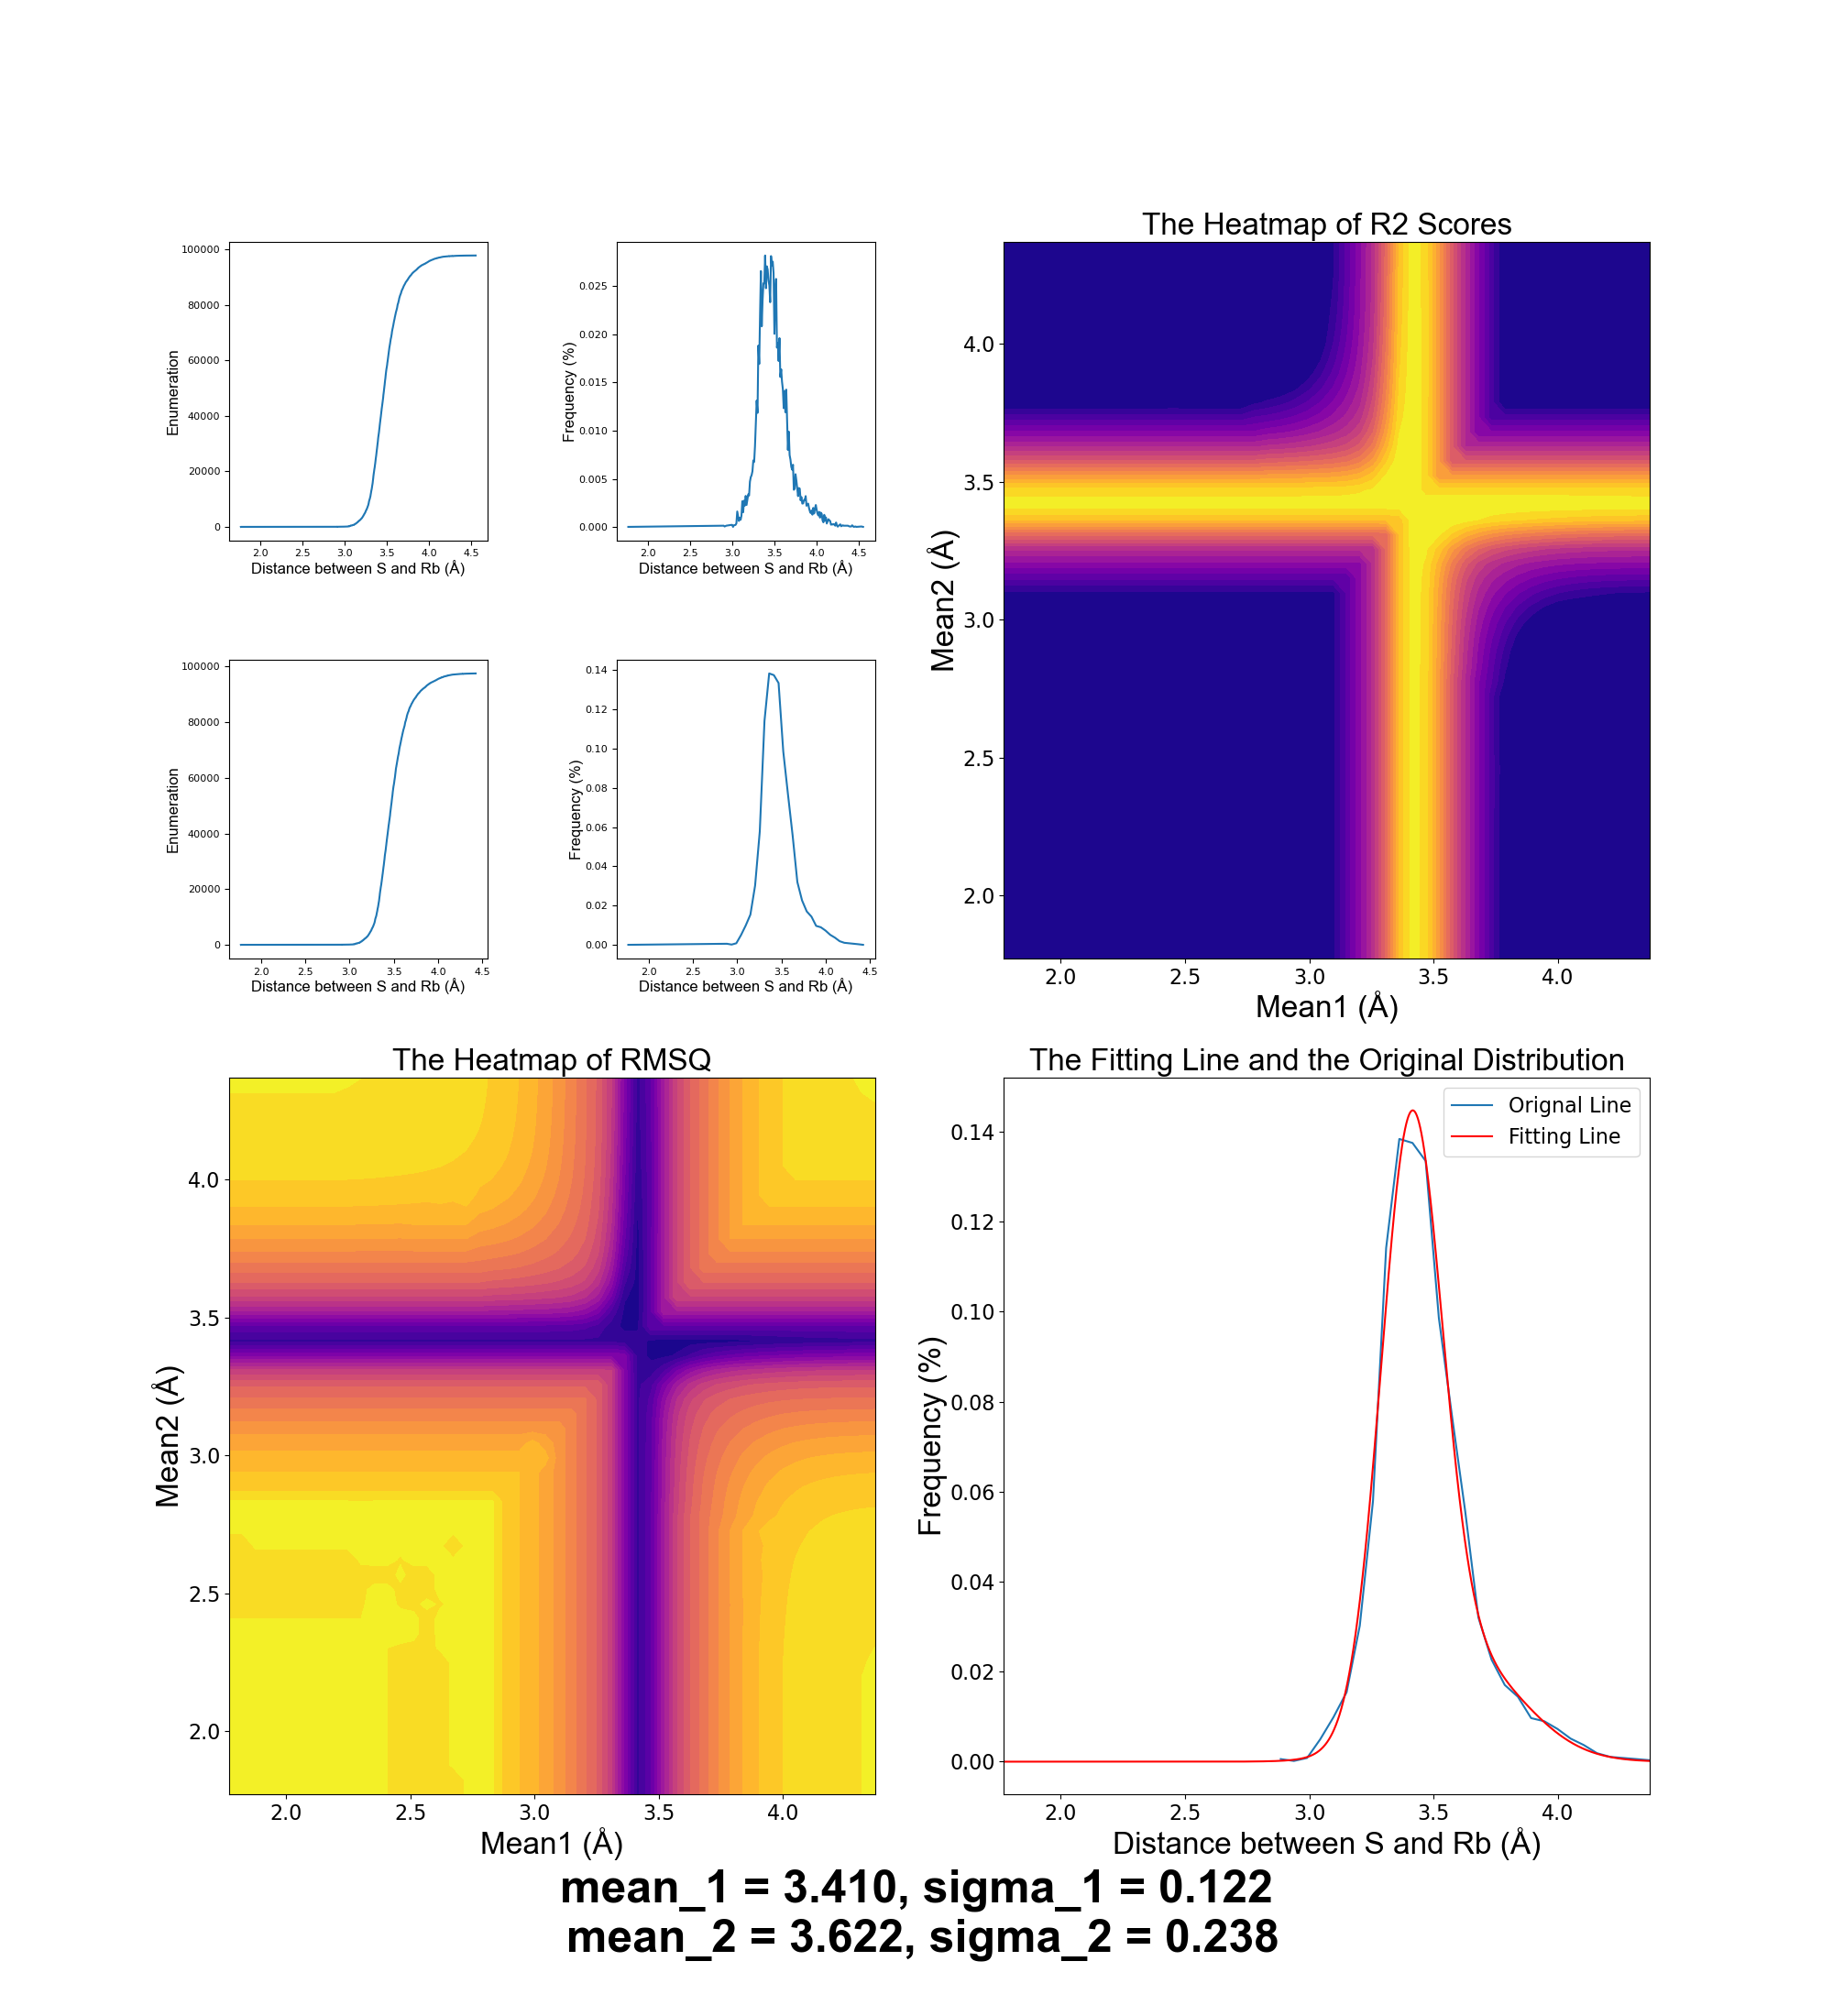 100000
80000
60000
40000
20000
0
2.0 2.5 3.0 3.5 4.0 4.5
Enumeration
Distance between S and Rb (Å)
0.025
0.020
0.015
0.010
0.005
0.000
2.0 2.5 3.0 3.5 4.0 4.5
Frequency (%)
Distance between S and Rb (Å)
The Heatmap of R2 Scores
4.0
3.5
3.0
2.5
2.0
2.0 2.5 3.0 3.5 4.0
Mean2 (Å)
Mean1 (Å)
100000
80000
60000
40000
20000
0
2.0 2.5 3.0 3.5 4.0 4.5
Enumeration
Distance between S and Rb (Å)
0.14
0.12
0.10
0.08
0.06
0.04
0.02
0.00
2.0 2.5 3.0 3.5 4.0 4.5
Frequency (%)
Distance between S and Rb (Å)
The Heatmap of RMSQ
4.0
3.5
3.0
2.5
2.0
2.0 2.5 3.0 3.5 4.0
Mean2 (Å)
Mean1 (Å)
The Fitting Line and the Original Distribution
Orignal Line
Fitting Line
0.14
0.12
0.10
0.08
0.06
0.04
0.02
0.00
2.0 2.5 3.0 3.5 4.0
Frequency (%)
Distance between S and Rb (Å)
mean_1 = 3.410, sigma_1 = 0.122
mean_2 = 3.622, sigma_2 = 0.238